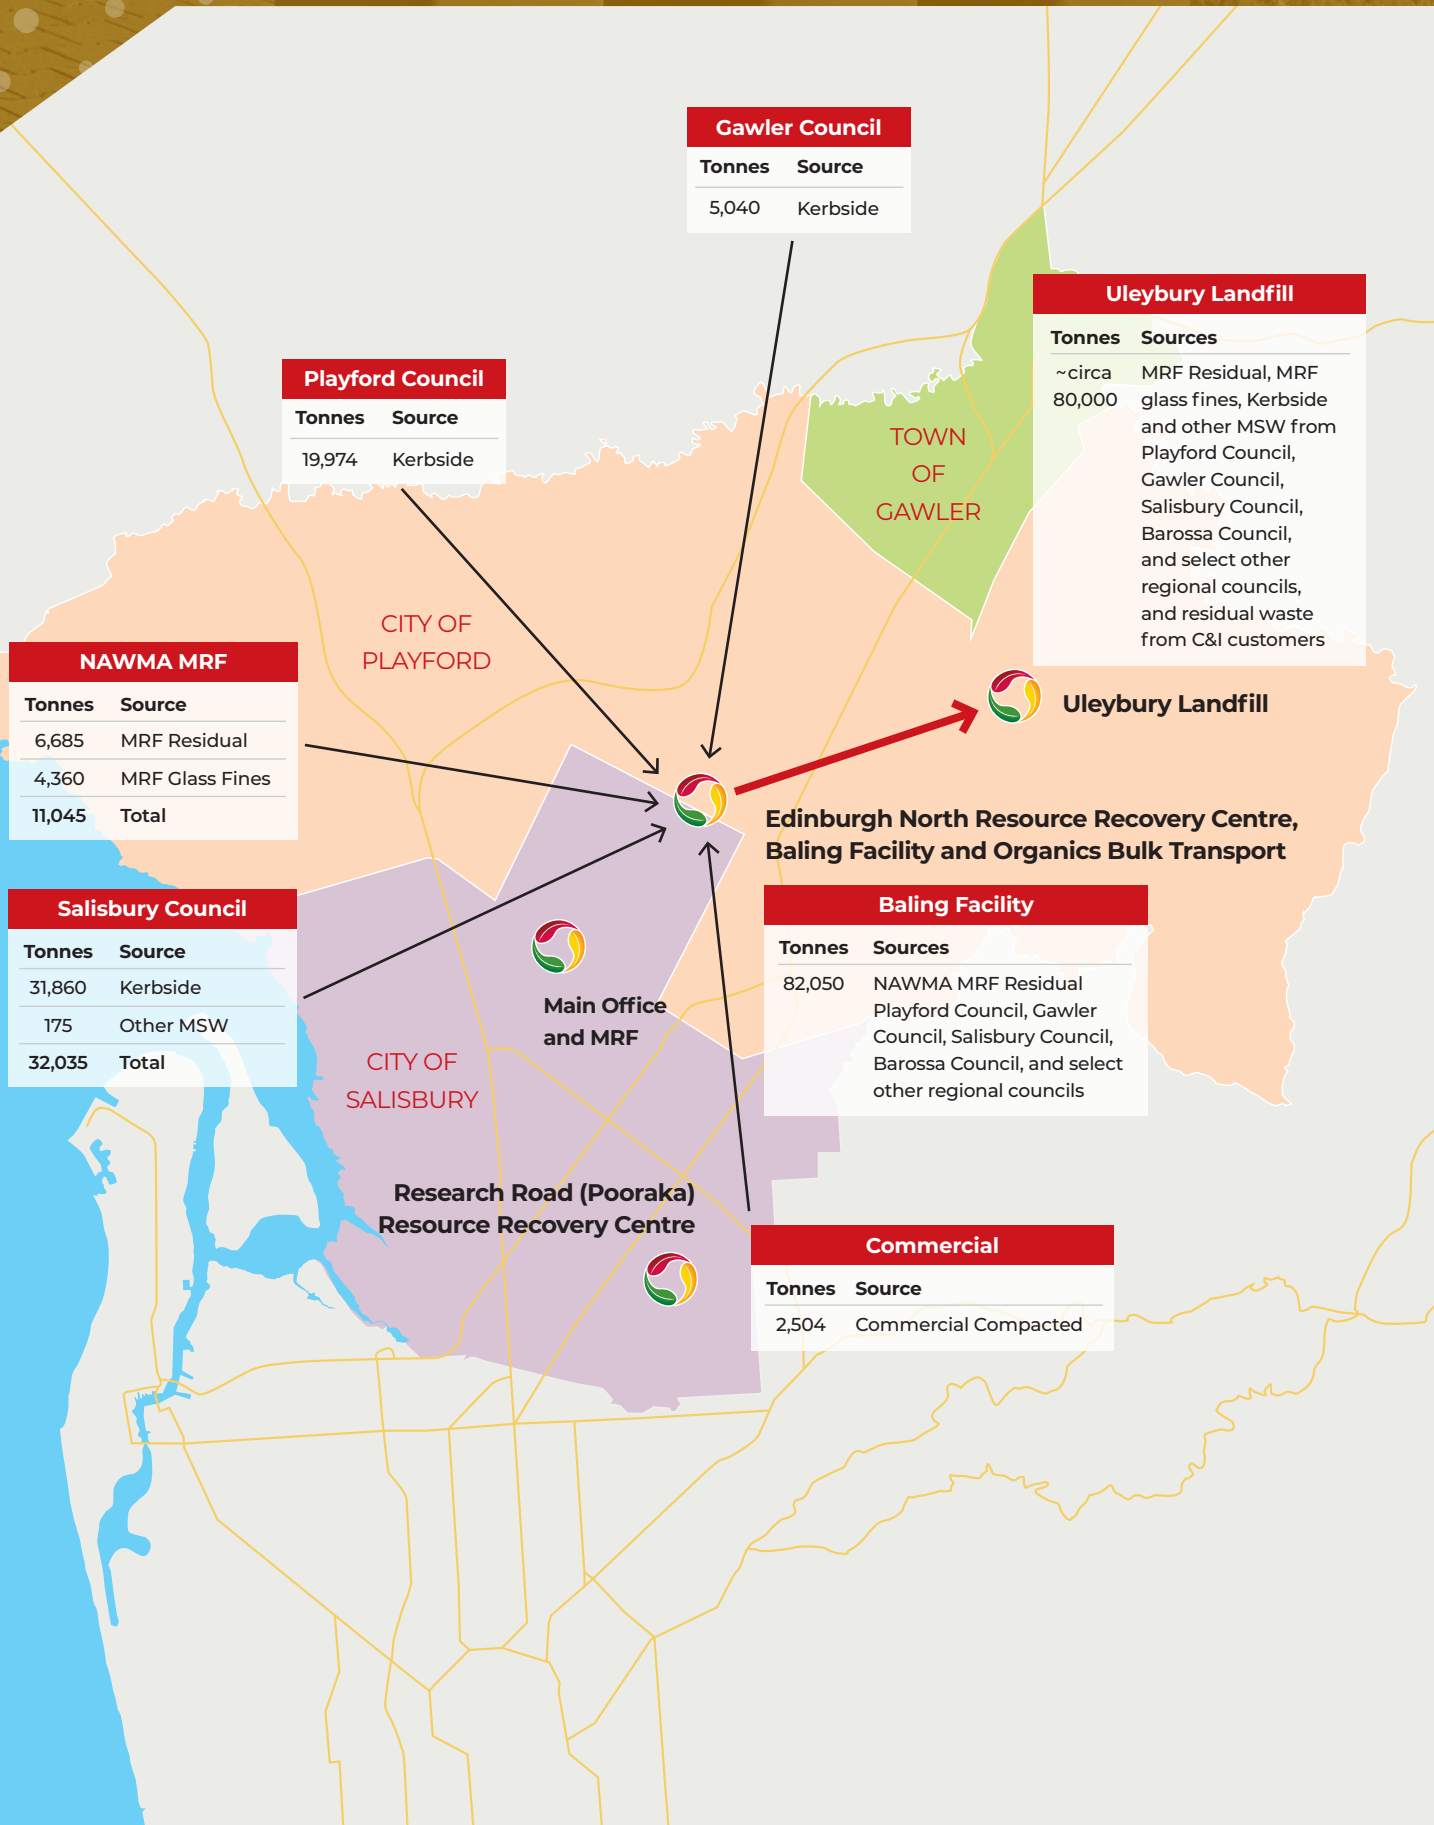 Gawler Council
Tonnes Source
5,040 Kerbside
Uleybury Landfill
Tonnes Sources
~circa 80,000
MRF Residual, MRF
glass fines, Kerbside
and other MSW from
Playford Council,
Gawler Council,
Salisbury Council,
Barossa Council,
and select other
regional councils,
and residual waste
from C&I customers
Playford Council
Tonnes Source
19,974 Kerbside
TOWN
OF
GAWLER
CITY OF
PLAYFORD
NAWMA MRF
Tonnes Source
6,685 MRF Residual
4,360 MRF Glass Fines
11,045 Total
Uleybury Landfill
Edinburgh North Resource Recovery Centre,
Baling Facility and Organics Bulk Transport
Salisbury Council
Tonnes Source
31,860 Kerbside
175 Other MSW
32,035 Total
Baling Facility
Tonnes Sources
82,050 NAWMA MRF Residual
Playford Council, Gawler
Council, Salisbury Council,
Barossa Council, and select
other regional councils
Main Office
and MRF
CITY OF
SALISBURY
Research Road (Pooraka)
Resource Recovery Centre
Commercial
Tonnes Source
2,504 Commercial Compacted